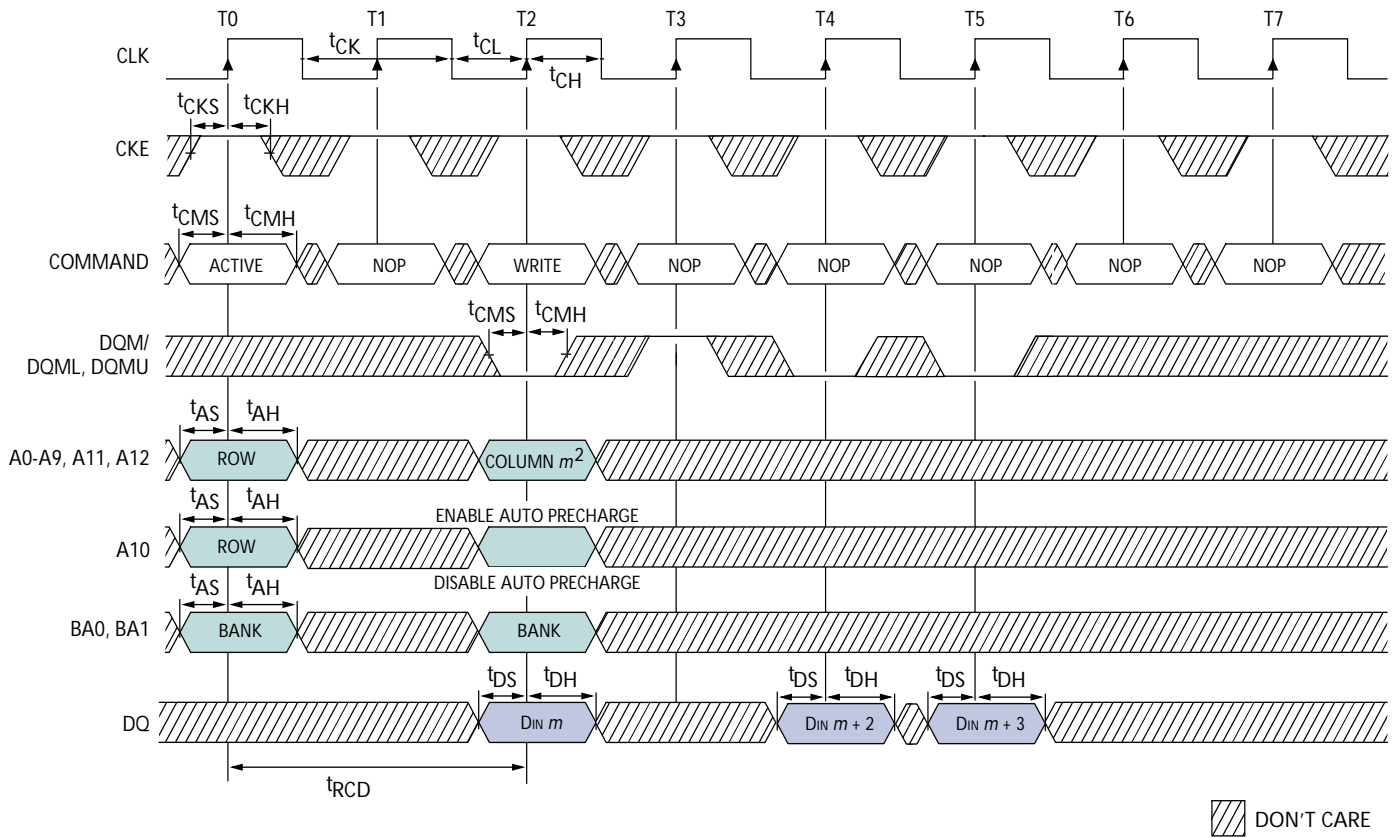 T0 T1 T2 T3 T4 T5 T6 T7
CLK
tCK tCL
tCH
tCKS tCKH
CKE
tCMS tCMH
COMMAND ACTIVE NOP WRITE NOP NOP NOP NOP NOP
tCMS tCMH
DQM/
DQML, DQMU
tAS tAH
A0-A9, A11, A12 ROW COLUMN m2
tAS tAH
ENABLE AUTO PRECHARGE
A10 ROW
DISABLE AUTO PRECHARGE
tAS tAH
BA0, BA1 BANK BANK
tDS tDH tDS tDH tDS tDH
DQ DIN m DIN m + 2 DIN m + 3
tRCD
DON'T CARE